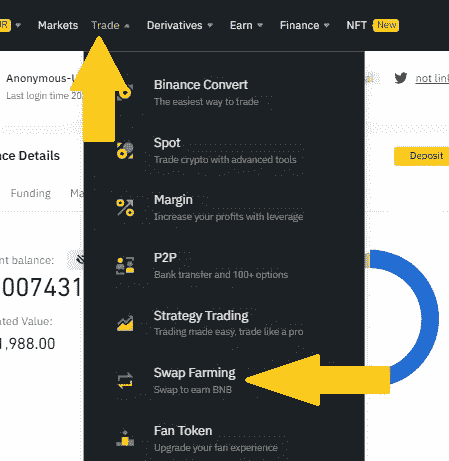 UR Markets Trade Derivatives Earn Finance NFT New
Anonymous-U
Last login time 20
not link
nce Details
Deposit
Funding Ma
nt balance:
007431
ated Value:
1,988.00
Binance Convert
The easiest way to trade
Spot
Trade crypto with advanced tools
Margin
Increase your profits with leverage
P2P
Bank transfer and 100+ options
Strategy Trading
Trading made easy, trade like a pro
Swap Farming
Swap to earn BNB
Fan Token
Upgrade your fan experience